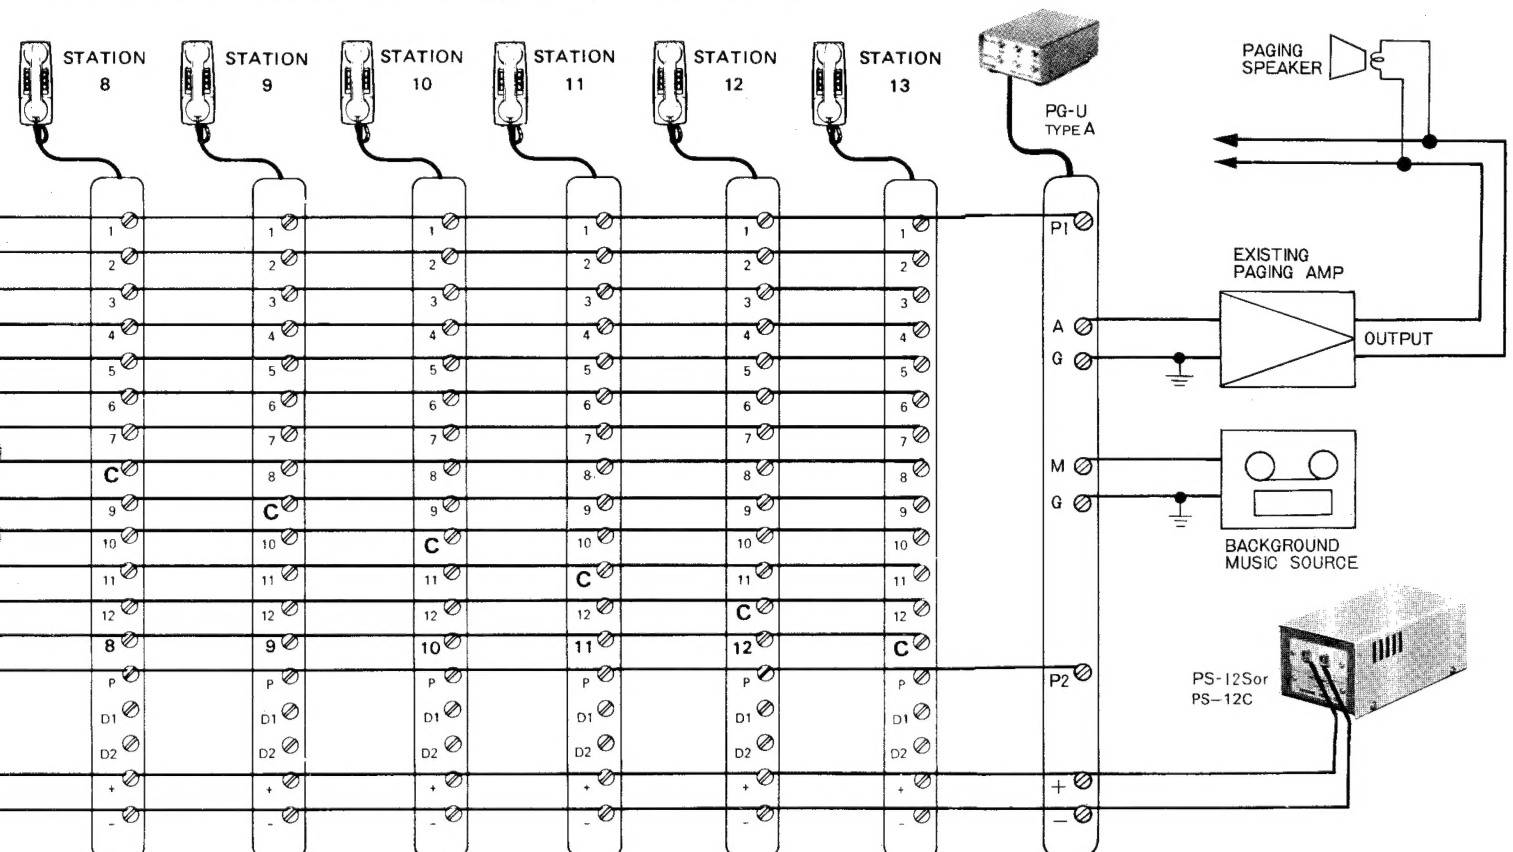 STATION
8
STATION
9
STATION
10
STATION
11
STATION
12
STATION
13
PG-U
TYPE A
PAGING
SPEAKER
EXISTING
PAGING AMP
OUTPUT
BACKGROUND
MUSIC SOURCE
PS-12S or
PS-12C
1 1 1 1 1 1 P1
2 2 2 2 2 2
3 3 3 3 3 3
4 4 4 4 4 4 A
5 5 5 5 5 5 G
6 6 6 6 6 6
7 7 7 7 7 7
C 8 8 8 8 8 M
9 C 9 9 9 9 G
10 10 C 10 10 10
11 11 11 C 11 11
12 12 12 12 C 12
8 9 10 11 12 C
P P P P P P P2
D1 D1 D1 D1 D1 D1
D2 D2 D2 D2 D2 D2
+ + + + + + +
- - - - - - -